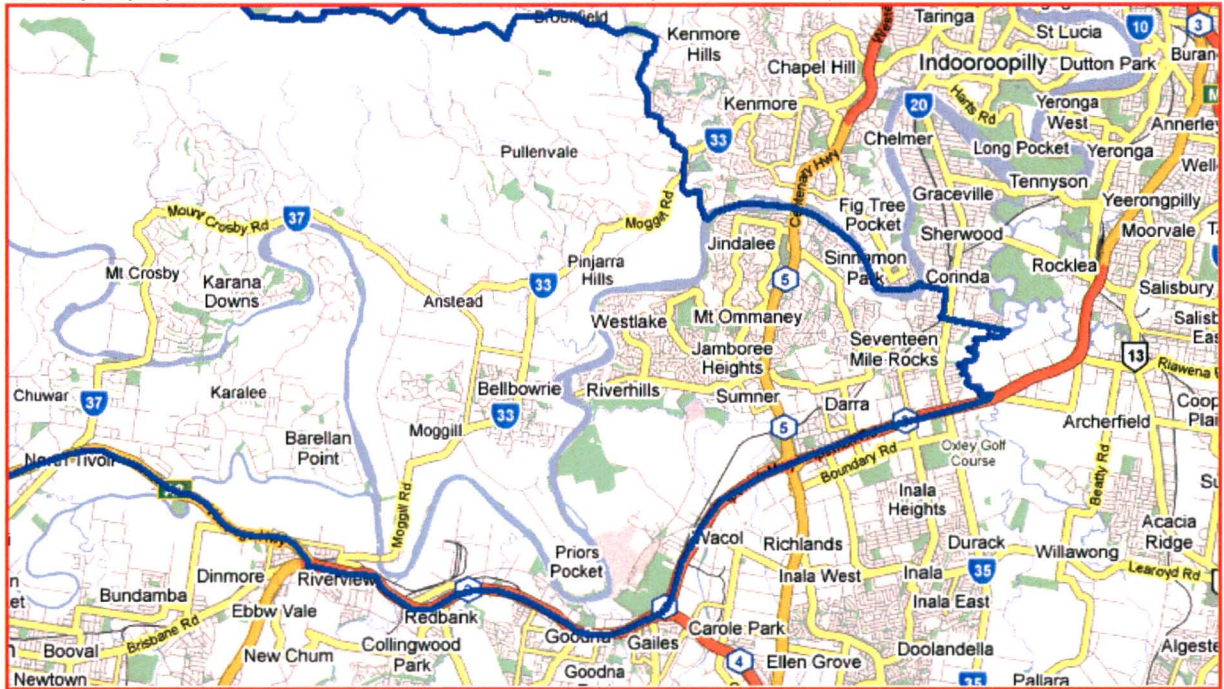 Brookfield
Kenmore
Hills
Taringa
St Lucia
10
3
Chapel Hill
Indooroopilly
Dutton Park
Buran
20
Harts Rd
Kenmore
Yeronga
West
Annerley
33
Chelmer
Long Pocket
Yeronga
Pullenvale
Centenary Hwy
Graceville
Tennyson
Yeerongpilly
37
Mount Crosby Rd
Moggill Rd
Fig Tree
Pocket
Sherwood
Moorvale
Jindalee
Pinjarra
Hills
Sinnamon
Park
Corinda
Rocklea
Mt Crosby
Karana
Downs
5
33
Anstead
Salisbury
Westlake
Mt Ommaney
Seventeen
Mile Rocks
Jamboree
Heights
13
Riawena
Chuwar
37
Karalee
Bellbowrie
Riverhills
Sumner
Darra
33
Moggill
Archerfield
Barellan
Point
5
Boundary Rd
Oxley Golf
Course
Beatty Rd
North Tivoli
Moggill Rd
Inala
Heights
Acacia
Ridge
Wacol
Richlands
Durack
Willawong
Priors
Pocket
Learoyd Rd
Dinmore
Riverview
Inala West
Inala
35
Bundamba
Inala East
Ebbw Vale
Redbank
Brisbane Rd
Goodna
Gailes
Carole Park
Collingwood
Park
Doolandella
Booval
New Chum
Goodna
4
Ellen Grove
Newtown
35
Pallara